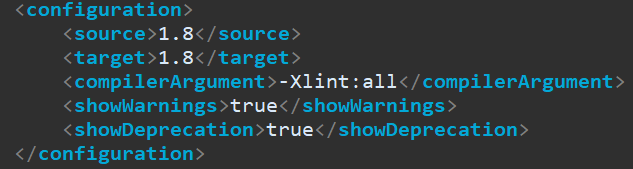 <configuration>
<source>1.8</source>
<target>1.8</target>
<compilerArgument>-Xlint:all</compilerArgument>
<showWarnings>true</showWarnings>
<showDeprecation>true</showDeprecation>
</configuration>